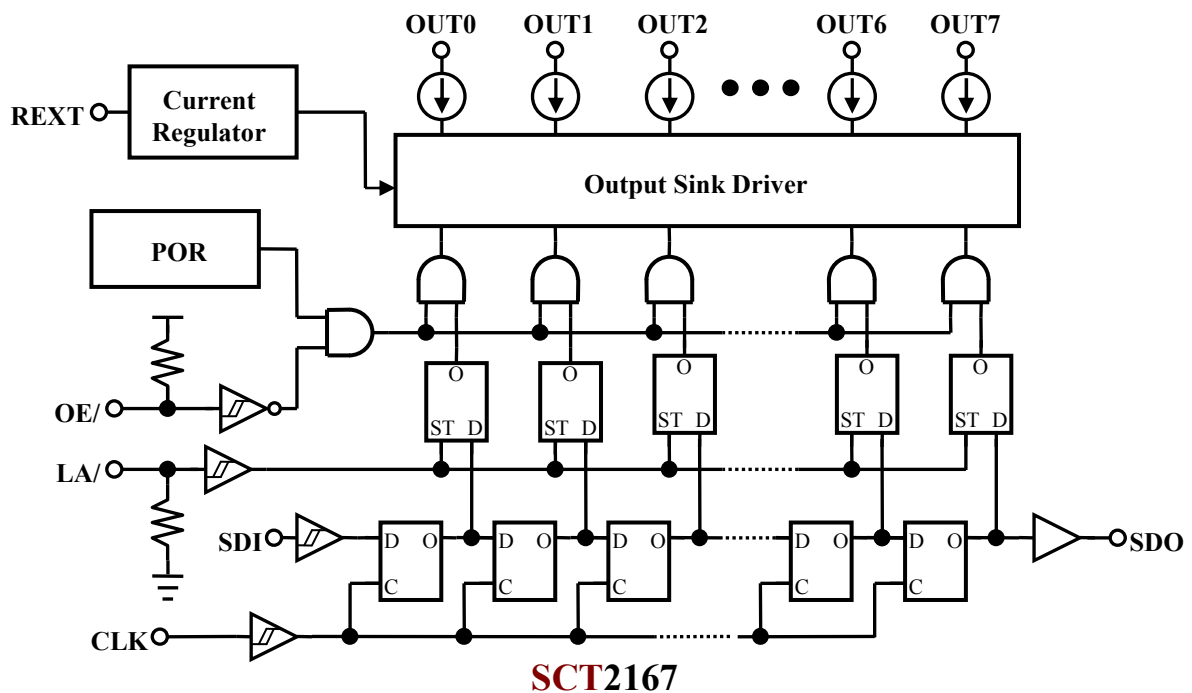 OUT0 OUT1 OUT2 OUT6 OUT7
REXT
Current
Regulator
Output Sink Driver
POR
O O O O O
OE/
ST D ST D ST D ST D ST D
LA/
SDI
D O D O D O D O D O
SDO
C C C C C
CLK
SCT2167